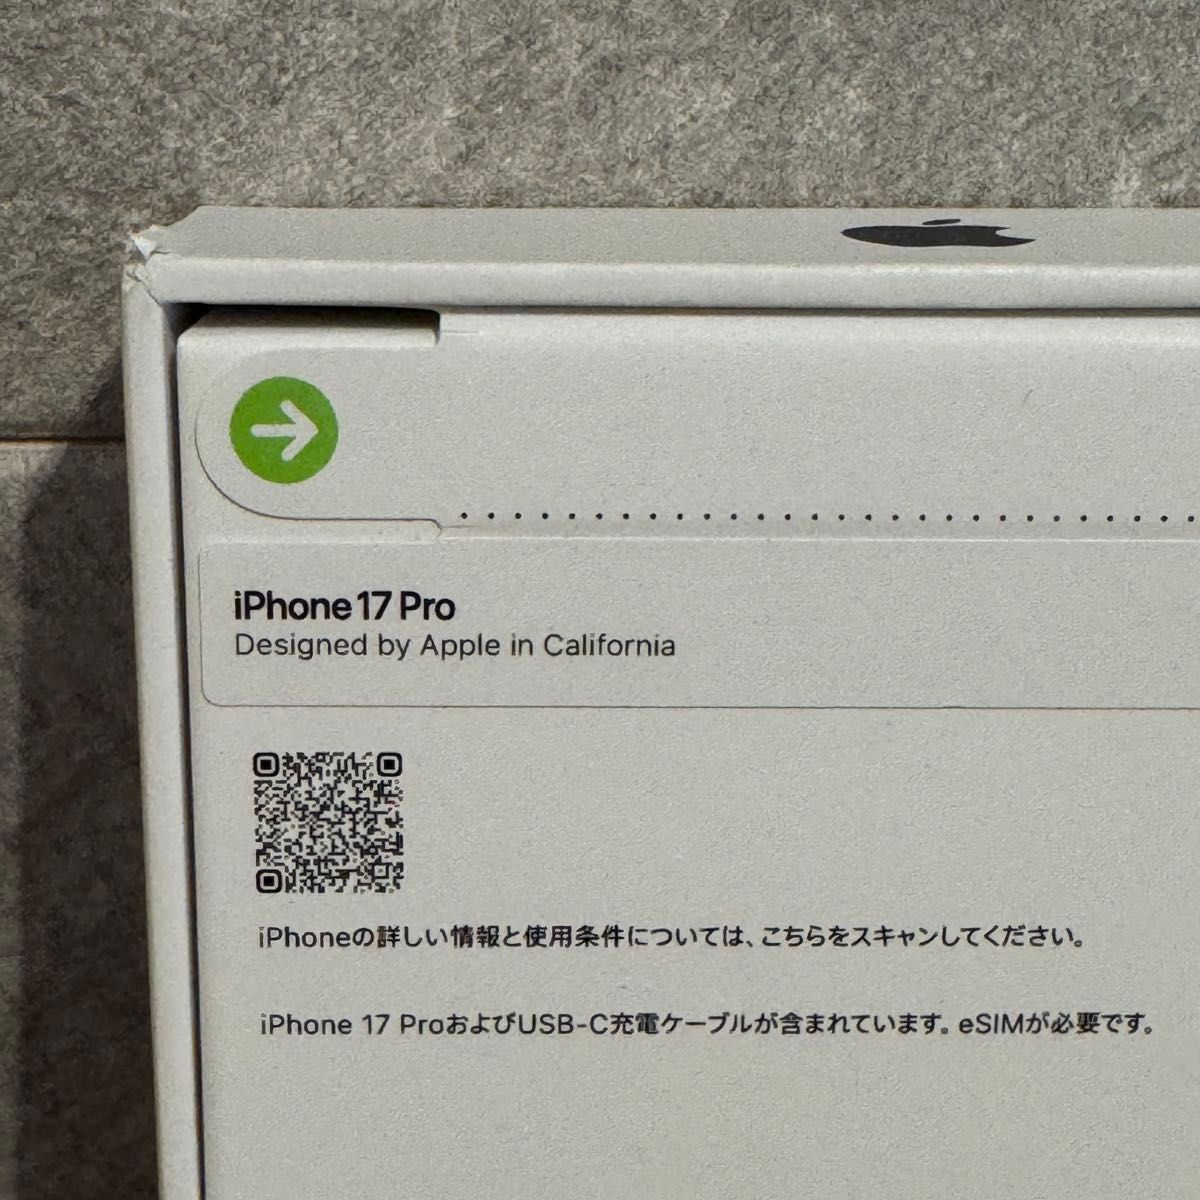 iPhone 17 Pro
Designed by Apple in California
iPhoneの詳しい情報と使用条件については、こちらをスキャンしてください。
iPhone 17 ProおよびUSB-C充電ケーブルが含まれています。eSIMが必要です。